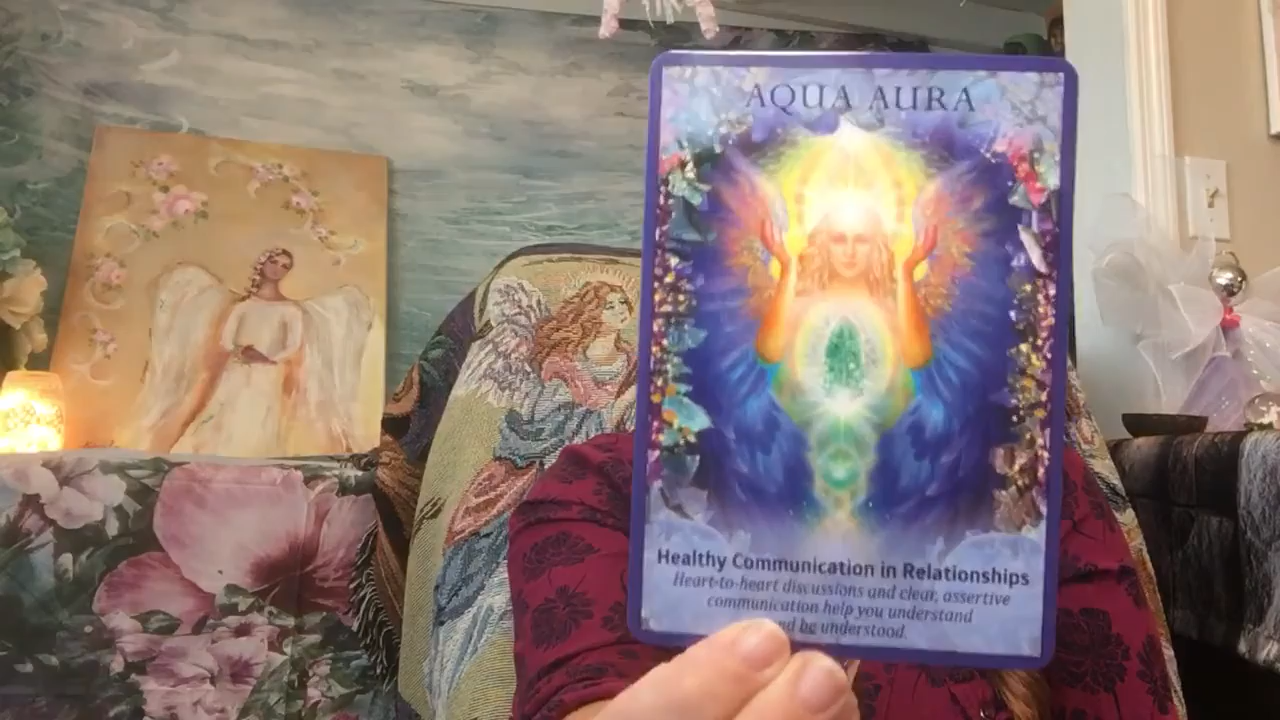 AQUA AURA
Healthy Communication in Relationships
Heart-to-heart discussions and clear, assertive
communication help you understand
nd be understood.